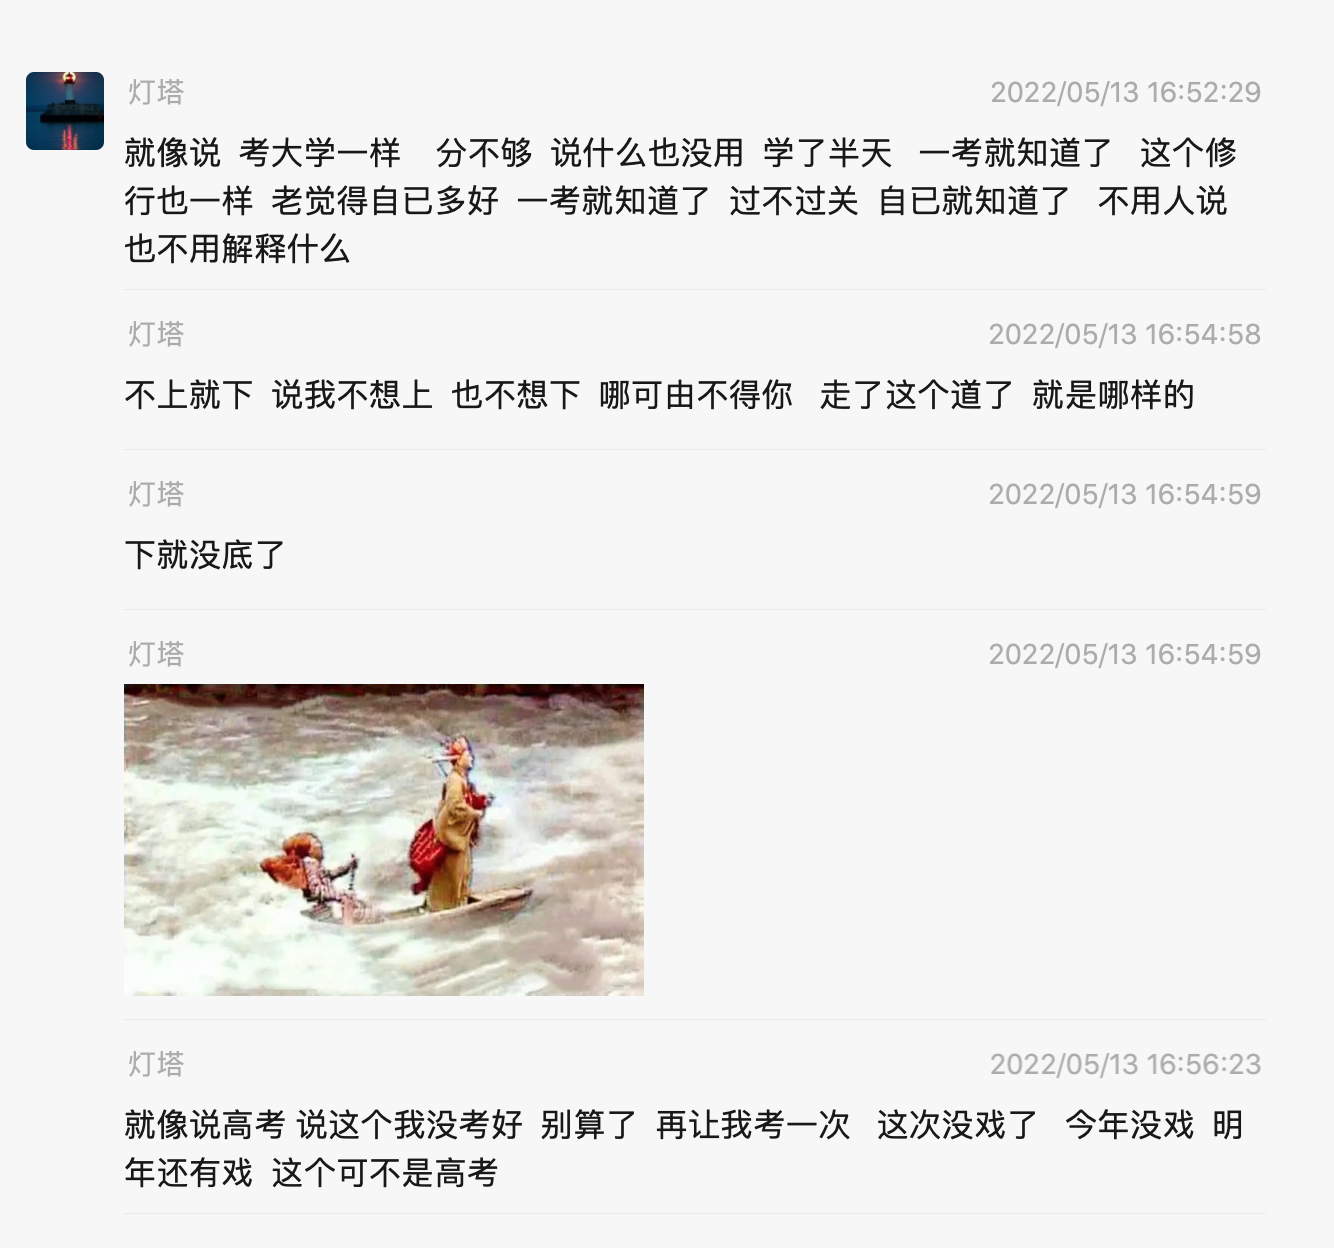 灯塔 2022/05/13 16:52:29
就像说 考大学一样 分不够 说什么也没用 学了半天 一考就知道了 这个修
行也一样 老觉得自已多好 一考就知道了 过不过关 自已就知道了 不用人说
也不用解释什么
灯塔 2022/05/13 16:54:58
不上就下 说我不想上 也不想下 哪可由不得你 走了这个道了 就是哪样的
灯塔 2022/05/13 16:54:59
下就没底了
灯塔 2022/05/13 16:54:59
灯塔 2022/05/13 16:56:23
就像说高考 说这个我没考好 别算了 再让我考一次 这次没戏了 今年没戏 明
年还有戏 这个可不是高考